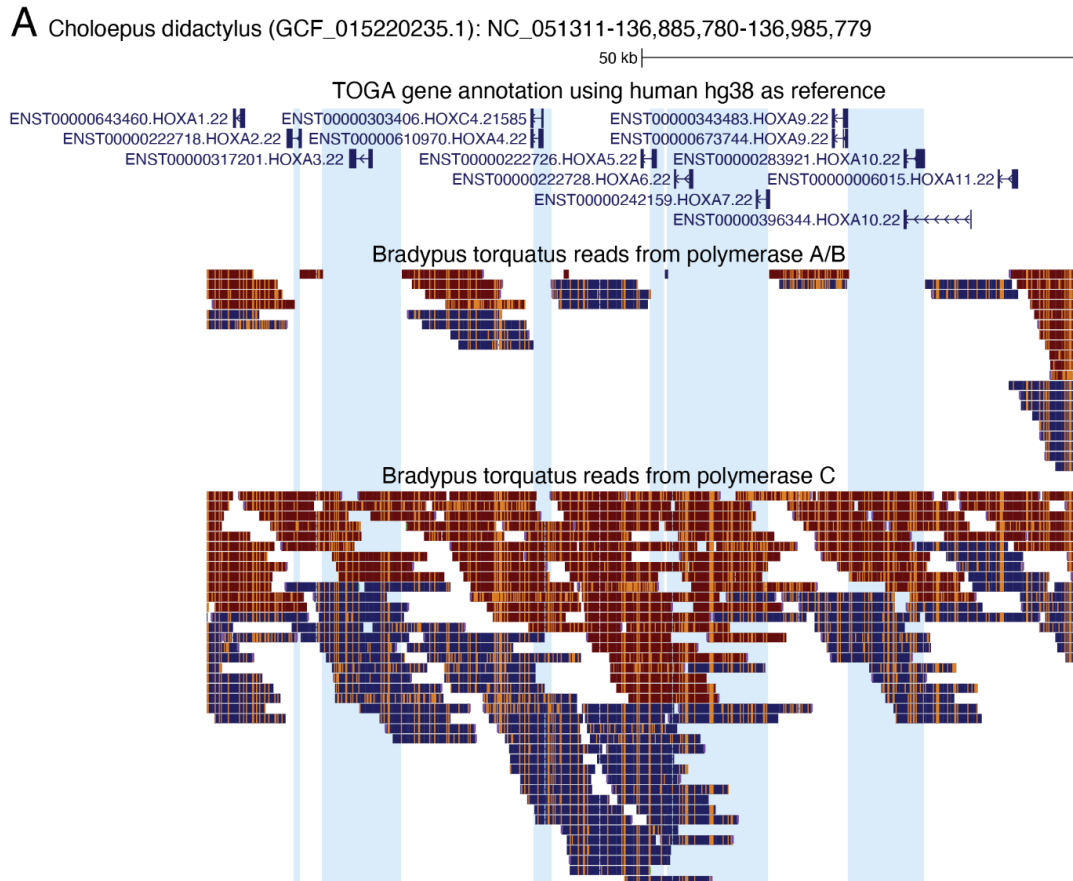 A Choloepus didactylus (GCF_015220235.1): NC_051311-136,885,780-136,985,779
50 kb
TOGA gene annotation using human hg38 as reference
ENST00000643460.HOXA1.22 ENST00000303406.HOXC4.21585 ENST00000343483.HOXA9.22
ENST00000222718.HOXA2.22 ENST00000610970.HOXA4.22 ENST00000673744.HOXA9.22
ENST00000317201.HOXA3.22 ENST00000222726.HOXA5.22 ENST00000283921.HOXA10.22
ENST00000222728.HOXA6.22 ENST00000006015.HOXA11.22
ENST00000242159.HOXA7.22
ENST00000396344.HOXA10.22
Bradypus torquatus reads from polymerase A/B
Bradypus torquatus reads from polymerase C